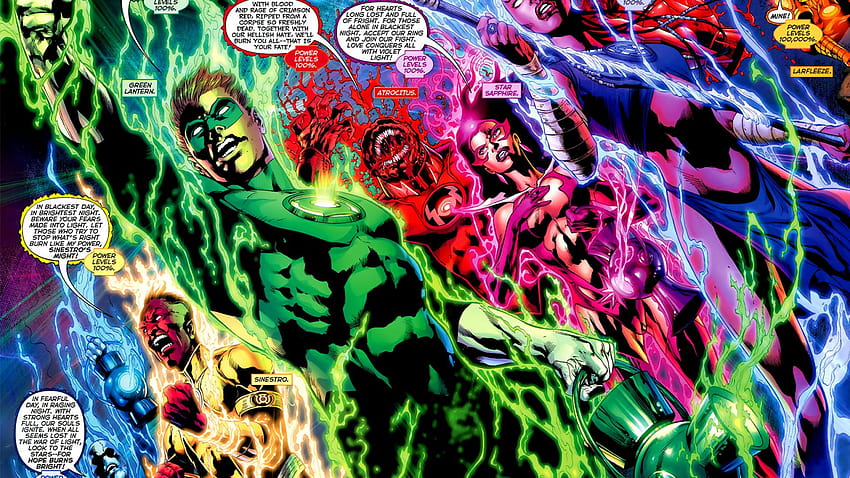 LEVELS
100%.
WITH BLOOD
AND RAGE OF CRIMSON
RED, RIPPED FROM A
CORPSE SO FRESHLY
DEAD, TOGETHER WITH
OUR HELLISH HATE, WE'LL
BURN YOU ALL--THAT IS
YOUR FATE!
POWER
LEVELS
100%.
FOR HEARTS
LONG LOST AND FULL
OF FRIGHT, FOR THOSE
ALONE IN BLACKEST
NIGHT, ACCEPT OUR RING
AND JOIN OUR FIGHT,
LOVE CONQUERS ALL
WITH VIOLET
LIGHT!
POWER
LEVELS
100%.
LEVELS
100%.
MINE!
POWER
LEVELS
100,000%.
LARFLEEZE.
GREEN
LANTERN.
ATROCITUS.
STAR
SAPPHIRE.
IN BLACKEST DAY,
IN BRIGHTEST NIGHT,
BEWARE YOUR FEARS
MADE INTO LIGHT. LET
THOSE WHO TRY TO
STOP WHAT'S RIGHT
BURN LIKE MY POWER,
SINESTRO'S
MIGHT!
POWER
LEVELS
100%.
SINESTRO.
IN FEARFUL
DAY, IN RAGING
NIGHT, WITH
STRONG HEARTS
FULL, OUR SOULS
IGNITE, WHEN ALL
SEEMS LOST IN
THE WAR OF LIGHT,
LOOK TO THE
STARS--FOR
HOPE BURNS
BRIGHT!
POWER